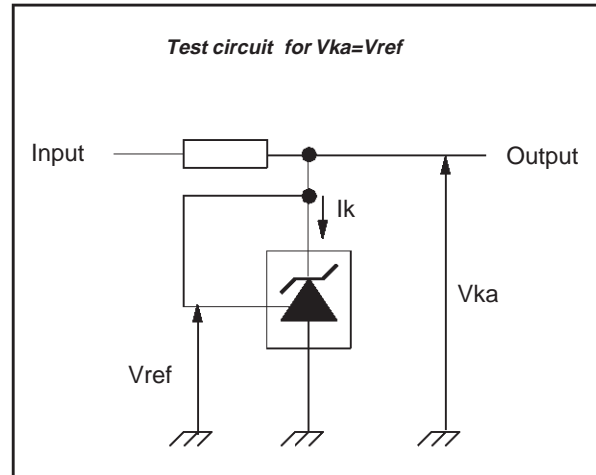 Test circuit for Vka=Vref
Input
Output
Ik
Vka
Vref